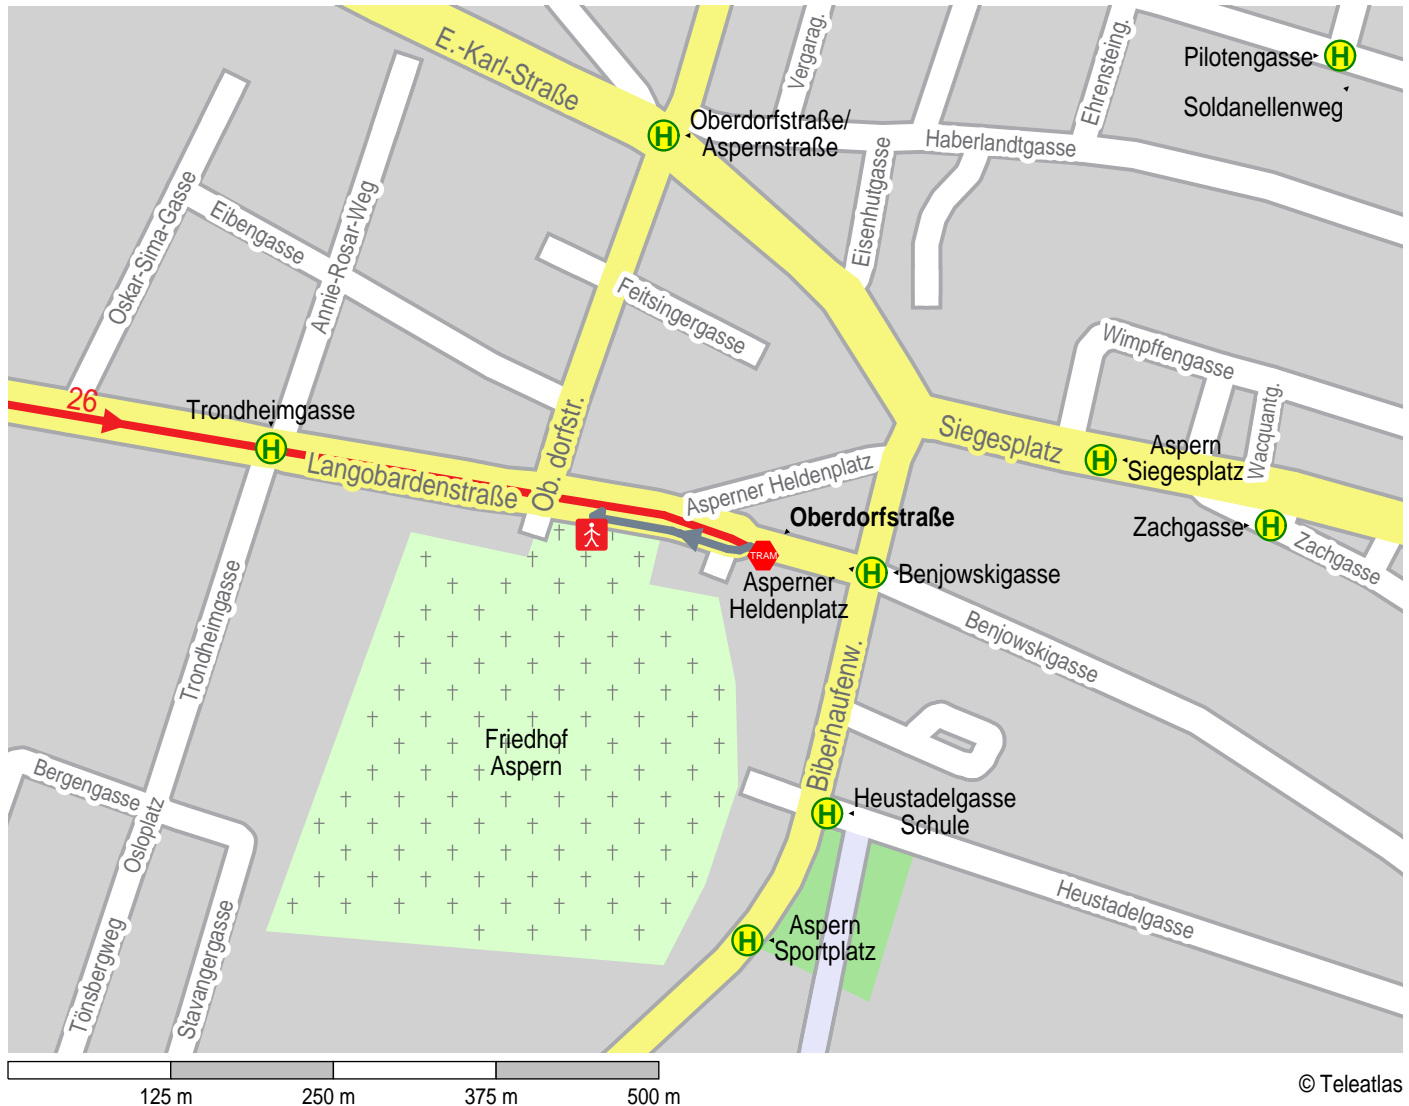 E.-Karl-Straße
Vergarag.
Ehrensteing.
Pilotengasse
H
Soldanellenweg
H
Oberdorfstraße/
Aspernstraße
Haberlandtgasse
Eisenhutgasse
Oskar-Sima-Gasse
Eibengasse
Annie-Rosar-Weg
Feitsingergasse
Wimpffengasse
Wacquantg.
26
Trondheimgasse
H
Langobardenstraße
Ob. dorfstr.
Asperner Heldenplatz
Siegesplatz
H
Aspern
Siegesplatz
Oberdorfstraße
TRAM
Asperner
Heldenplatz
H
Benjowskigasse
Zachgasse
H
Zachgasse
Benjowskigasse
Trondheimgasse
Biberhaufenw.
Friedhof
Aspern
Bergengasse
Osloplatz
H
Heustadelgasse
Schule
Heustadelgasse
H
Aspern
Sportplatz
Tönsbergweg
Stavangergasse
125 m
250 m
375 m
500 m
© Teleatlas